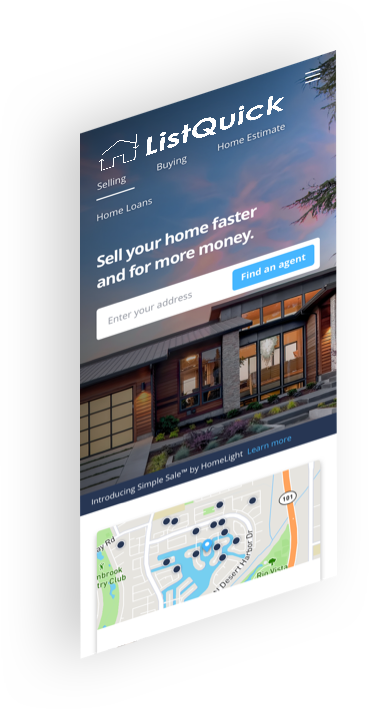 ListQuick
Selling Buying Home Estimate
Home Loans
Sell your home faster
and for more money.
Enter your address Find an agent
Introducing Simple Sale™ by HomeLight Learn more
101
ay Rd
nbrook
try Club
N Desert Harbor Dr
Rio Vista